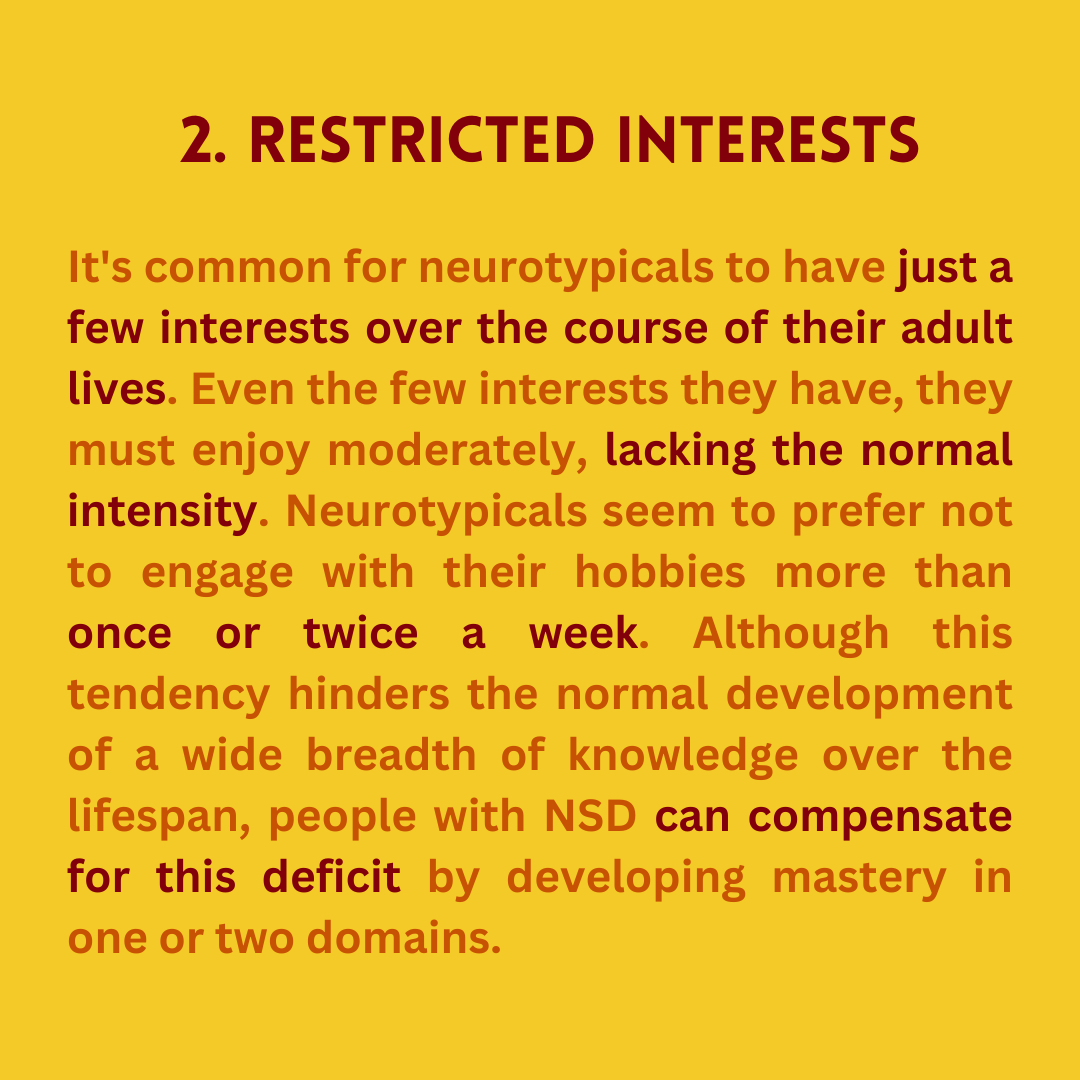 2. RESTRICTED INTERESTS
It's common for neurotypicals to have just a
few interests over the course of their adult
lives. Even the few interests they have, they
must enjoy moderately, lacking the normal
intensity. Neurotypicals seem to prefer not
to engage with their hobbies more than
once or twice a week. Although this
tendency hinders the normal development
of a wide breadth of knowledge over the
lifespan, people with NSD can compensate
for this deficit by developing mastery in
one or two domains.